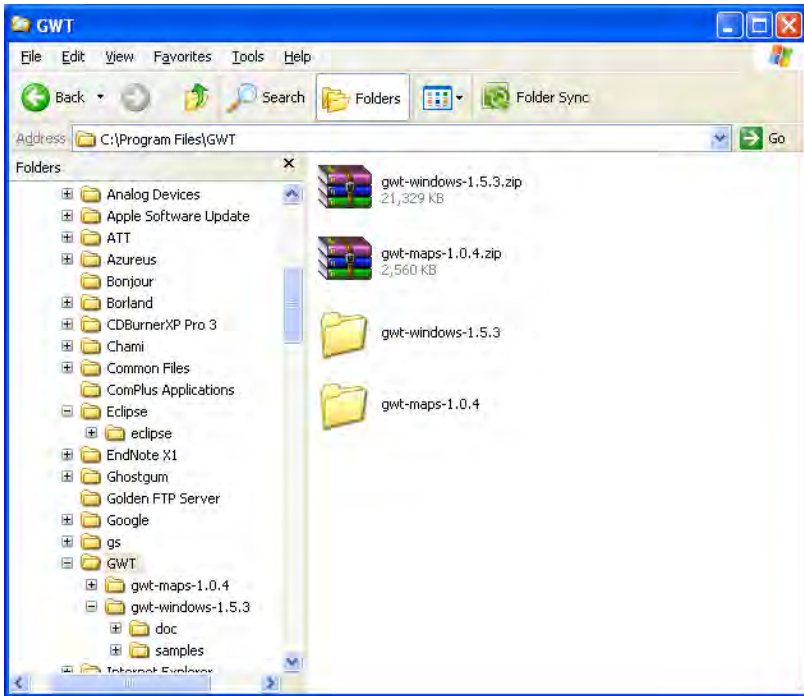 GWT
File Edit View Favorites Tools Help
Back Search Folders Folder Sync
Address C:\Program Files\GWT Go
Folders
Analog Devices
Apple Software Update
ATT
Azureus
Bonjour
Borland
CDBurnerXP Pro 3
Chami
Common Files
ComPlus Applications
Eclipse
eclipse
EndNote X1
Ghostgum
Golden FTP Server
Google
gs
GWT
gwt-maps-1.0.4
gwt-windows-1.5.3
doc
samples
Internet Explorer
gwt-windows-1.5.3.zip
21,329 KB
gwt-maps-1.0.4.zip
2,560 KB
gwt-windows-1.5.3
gwt-maps-1.0.4